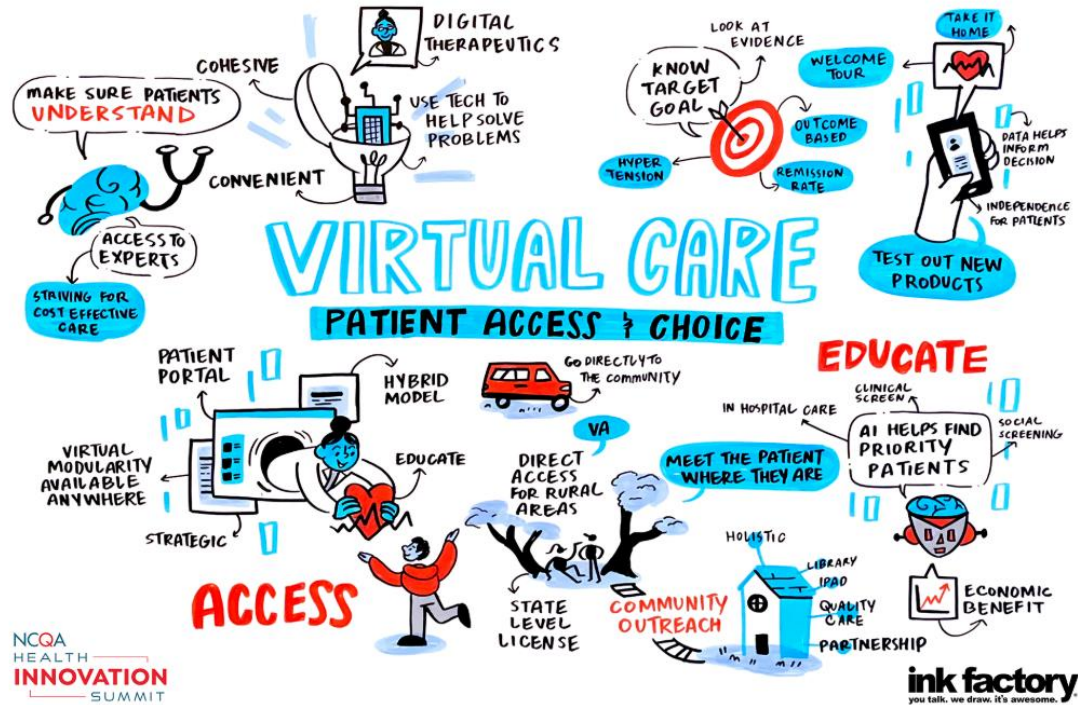 DIGITAL
THERAPEUTICS
COHESIVE
MAKE SURE PATIENTS
UNDERSTAND
USE TECH TO
HELP SOLVE
PROBLEMS
CONVENIENT
ACCESS TO
EXPERTS
STRIVING FOR
COST EFFECTIVE
CARE
LOOK AT
EVIDENCE
KNOW
TARGET
GOAL
OUTCOME
BASED
HYPER
TENSION
REMISSION
RATE
TAKE IT
HOME
WELCOME
TOUR
DATA HELPS
INFORM
DECISION
INDEPENDENCE
FOR PATIENTS
TEST OUT NEW
PRODUCTS
VIRTUAL CARE
PATIENT ACCESS & CHOICE
PATIENT
PORTAL
HYBRID
MODEL
VIRTUAL
MODULARITY
AVAILABLE
ANYWHERE
EDUCATE
STRATEGIC
ACCESS
GO DIRECTLY TO
THE COMMUNITY
VA
DIRECT
ACCESS
FOR RURAL
AREAS
MEET THE PATIENT
WHERE THEY ARE
STATE
LEVEL
LICENSE
COMMUNITY
OUTREACH
HOLISTIC
LIBRARY
IPAD
QUALITY
CARE
PARTNERSHIP
EDUCATE
CLINICAL
SCREEN
IN HOSPITAL CARE
SOCIAL
SCREENING
AI HELPS FIND
PRIORITY
PATIENTS
ECONOMIC
BENEFIT
NCQA
HEALTH
INNOVATION
SUMMIT
ink factory
you talk. we draw. it's awesome.